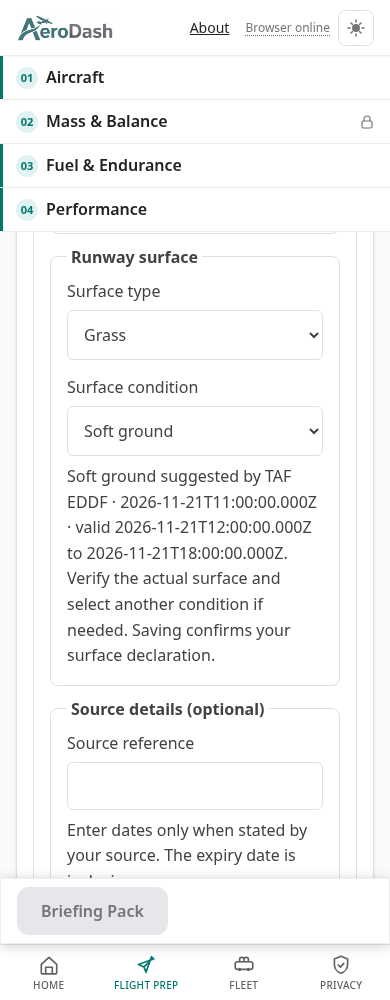 AeroDash
About
Browser online
01 Aircraft
02 Mass & Balance
03 Fuel & Endurance
04 Performance
Runway surface
Surface type
Grass
Surface condition
Soft ground
Soft ground suggested by TAF
EDDF · 2026-11-21T11:00:00.000Z
· valid 2026-11-21T12:00:00.000Z
to 2026-11-21T18:00:00.000Z.
Verify the actual surface and
select another condition if
needed. Saving confirms your
surface declaration.
Source details (optional)
Source reference
Enter dates only when stated by
your source. The expiry date is
Briefing Pack
HOME
FLIGHT PREP
FLEET
PRIVACY